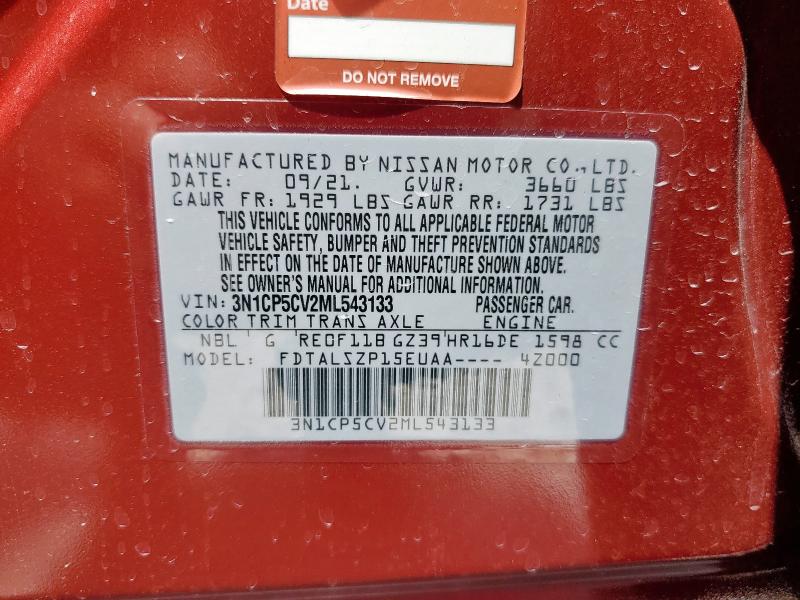 Date
DO NOT REMOVE
MANUFACTURED BY NISSAN MOTOR CO.,LTD.
DATE: 09/21. GVWR: 3660 LBS
GAWR FR: 1929 LBS GAWR RR: 1731 LBS
THIS VEHICLE CONFORMS TO ALL APPLICABLE FEDERAL MOTOR
VEHICLE SAFETY, BUMPER AND THEFT PREVENTION STANDARDS
IN EFFECT ON THE DATE OF MANUFACTURE SHOWN ABOVE.
SEE OWNER'S MANUAL FOR ADDITIONAL INFORMATION.
VIN: 3N1CP5CV2ML543133 PASSENGER CAR.
COLOR TRIM TRANS AXLE ENGINE
NBL G RE0F11B GZ39 HR16DE 1598 CC
MODEL: FDTALSZP15EUAA---- 4Z000
3N1CP5CV2ML543133